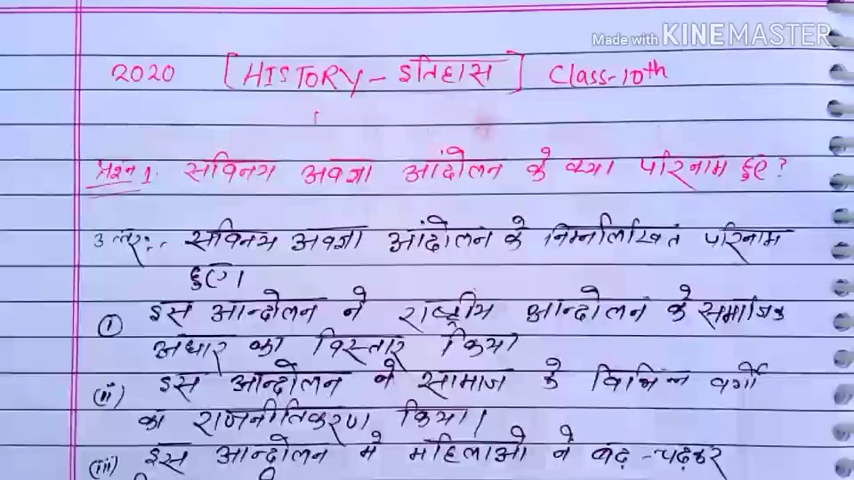 Made with KINEMASTER
2020 [HISTORY - इतिहास] Class-10th
प्रश्न 1. सविनय अवज्ञा आंदोलन के क्या परिनाम हुए?
उत्तर:- सविनय अवज्ञा आंदोलन के निम्नलिखित परिनाम
हुए।
(i) इस आन्दोलन ने राष्ट्रीय आन्दोलन के समाजिक
अधार का विस्तार किया।
(ii) इस आन्दोलन ने सामाज के विभिन्न वर्गों
का राजनीतिकरण किया।
(iii) इस आन्दोलन मे महिलाओ ने बढ़-चढ़कर